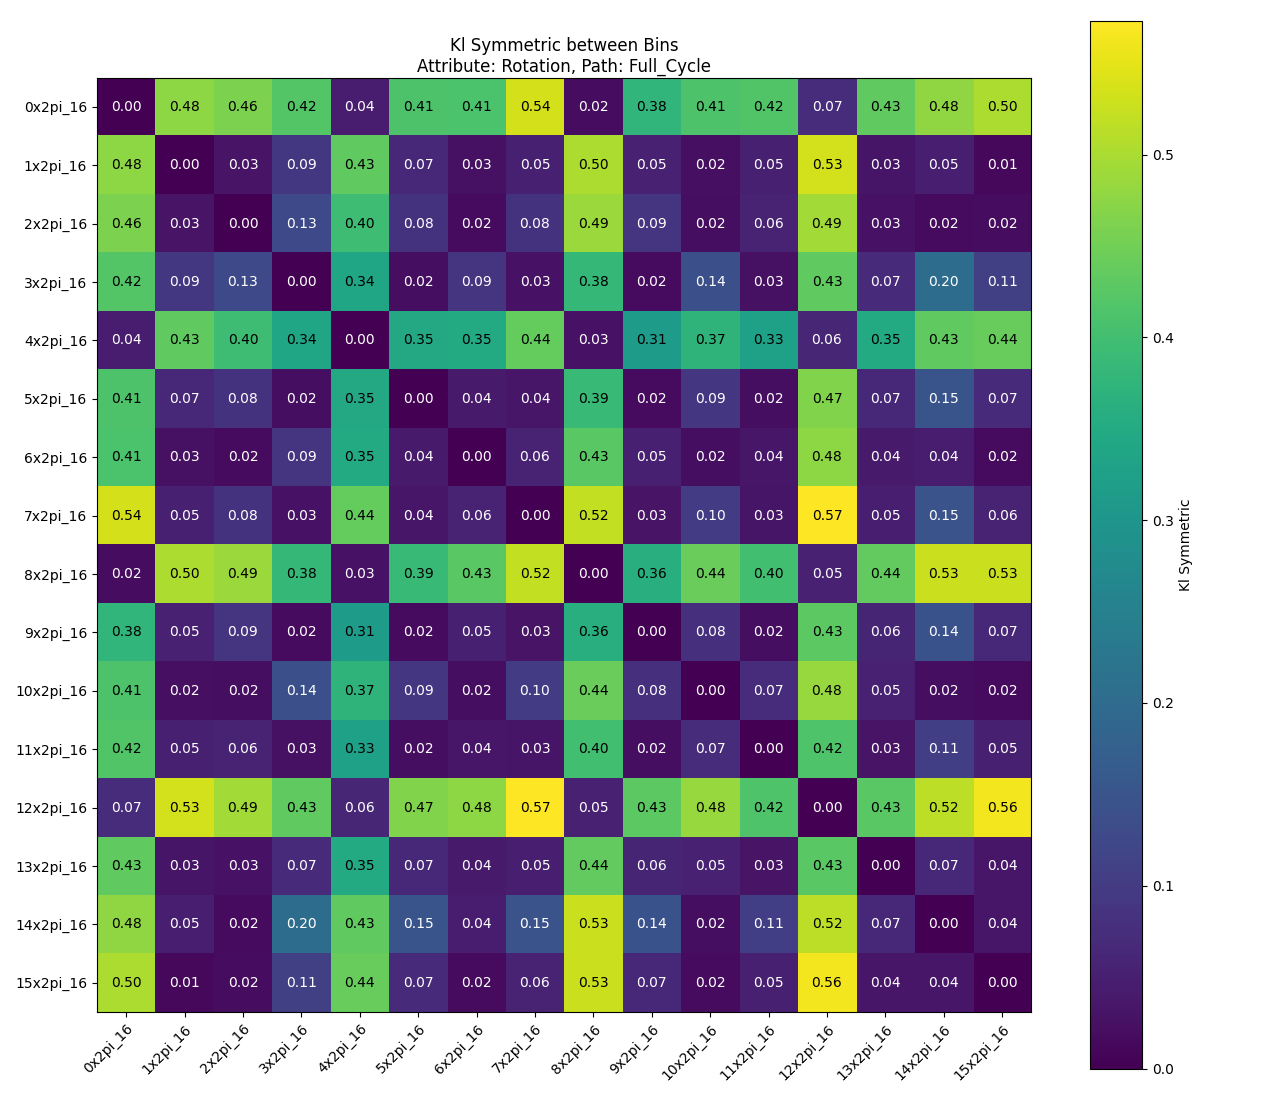 Kl Symmetric between Bins
Attribute: Rotation, Path: Full_Cycle
0x2pi_16 0.00 0.48 0.46 0.42 0.04 0.41 0.41 0.54 0.02 0.38 0.41 0.42 0.07 0.43 0.48 0.50
1x2pi_16 0.48 0.00 0.03 0.09 0.43 0.07 0.03 0.05 0.50 0.05 0.02 0.05 0.53 0.03 0.05 0.01
2x2pi_16 0.46 0.03 0.00 0.13 0.40 0.08 0.02 0.08 0.49 0.09 0.02 0.06 0.49 0.03 0.02 0.02
3x2pi_16 0.42 0.09 0.13 0.00 0.34 0.02 0.09 0.03 0.38 0.02 0.14 0.03 0.43 0.07 0.20 0.11
4x2pi_16 0.04 0.43 0.40 0.34 0.00 0.35 0.35 0.44 0.03 0.31 0.37 0.33 0.06 0.35 0.43 0.44
5x2pi_16 0.41 0.07 0.08 0.02 0.35 0.00 0.04 0.04 0.39 0.02 0.09 0.02 0.47 0.07 0.15 0.07
6x2pi_16 0.41 0.03 0.02 0.09 0.35 0.04 0.00 0.06 0.43 0.05 0.02 0.04 0.48 0.04 0.04 0.02
7x2pi_16 0.54 0.05 0.08 0.03 0.44 0.04 0.06 0.00 0.52 0.03 0.10 0.03 0.57 0.05 0.15 0.06
8x2pi_16 0.02 0.50 0.49 0.38 0.03 0.39 0.43 0.52 0.00 0.36 0.44 0.40 0.05 0.44 0.53 0.53
9x2pi_16 0.38 0.05 0.09 0.02 0.31 0.02 0.05 0.03 0.36 0.00 0.08 0.02 0.43 0.06 0.14 0.07
10x2pi_16 0.41 0.02 0.02 0.14 0.37 0.09 0.02 0.10 0.44 0.08 0.00 0.07 0.48 0.05 0.02 0.02
11x2pi_16 0.42 0.05 0.06 0.03 0.33 0.02 0.04 0.03 0.40 0.02 0.07 0.00 0.42 0.03 0.11 0.05
12x2pi_16 0.07 0.53 0.49 0.43 0.06 0.47 0.48 0.57 0.05 0.43 0.48 0.42 0.00 0.43 0.52 0.56
13x2pi_16 0.43 0.03 0.03 0.07 0.35 0.07 0.04 0.05 0.44 0.06 0.05 0.03 0.43 0.00 0.07 0.04
14x2pi_16 0.48 0.05 0.02 0.20 0.43 0.15 0.04 0.15 0.53 0.14 0.02 0.11 0.52 0.07 0.00 0.04
15x2pi_16 0.50 0.01 0.02 0.11 0.44 0.07 0.02 0.06 0.53 0.07 0.02 0.05 0.56 0.04 0.04 0.00
0x2pi_16 1x2pi_16 2x2pi_16 3x2pi_16 4x2pi_16 5x2pi_16 6x2pi_16 7x2pi_16 8x2pi_16 9x2pi_16 10x2pi_16 11x2pi_16 12x2pi_16 13x2pi_16 14x2pi_16 15x2pi_16
0.5
0.4
0.3
0.2
0.1
0.0
Kl Symmetric